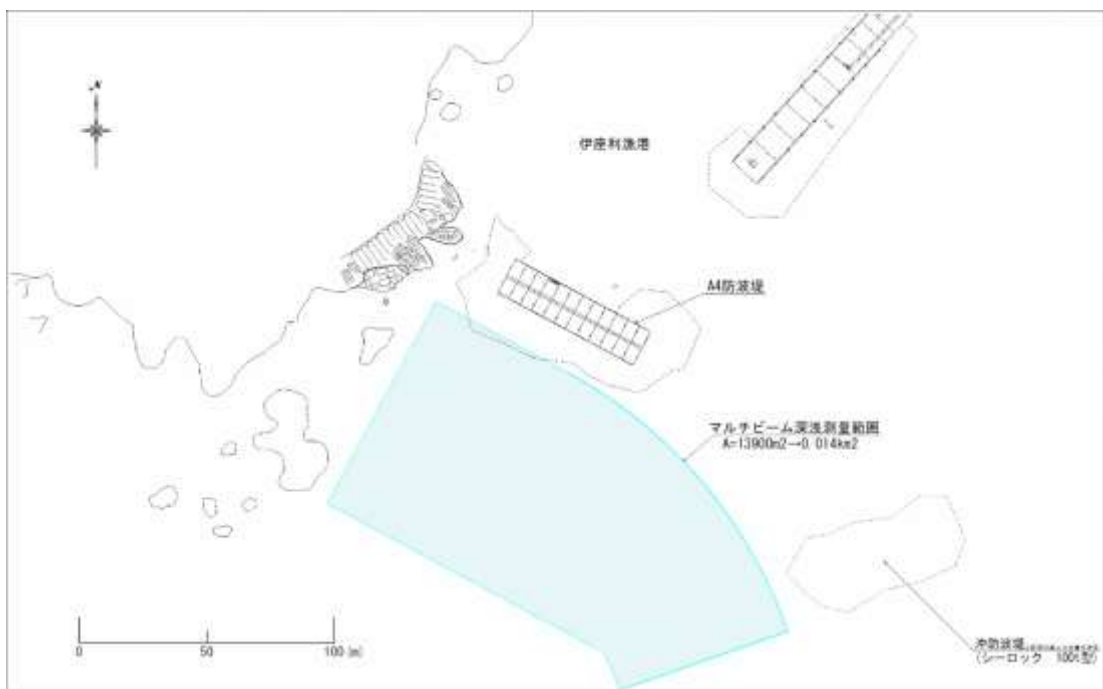 N
伊座利漁港
A4防波堤
マルチビーム深浅測量範囲
A=13900m2→0.014km2
0 50 100 (m)
沖防波堤
(シーロック 100t型)